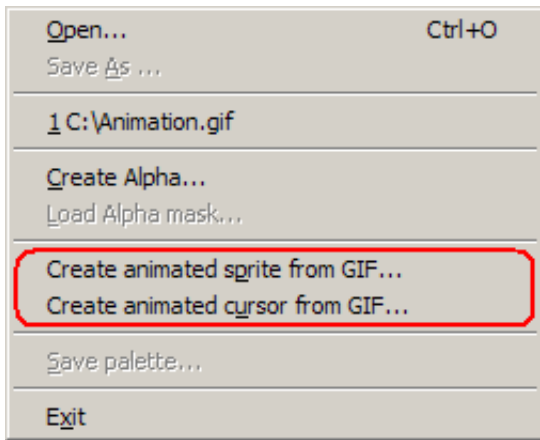 Open... Ctrl+O
Save As ...
1 C:\Animation.gif
Create Alpha...
Load Alpha mask...
Create animated sprite from GIF...
Create animated cursor from GIF...
Save palette...
Exit